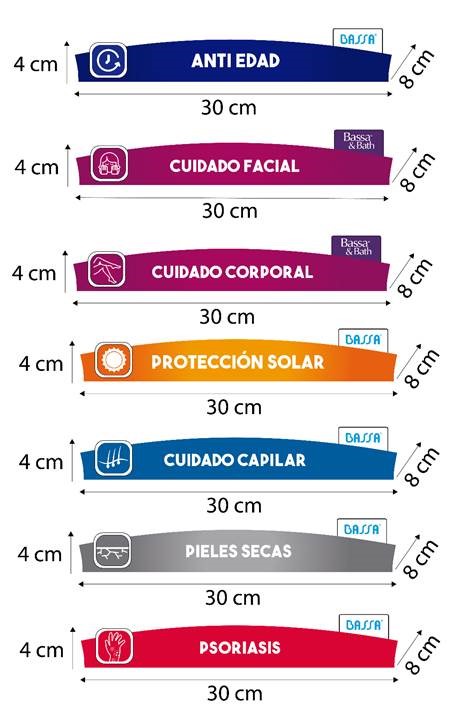 BASSA
4 cm ANTI EDAD 8 cm
30 cm
Bassa
& Bath
4 cm CUIDADO FACIAL 8 cm
30 cm
Bassa
& Bath
4 cm CUIDADO CORPORAL 8 cm
30 cm
BASSA
4 cm PROTECCIÓN SOLAR 8 cm
30 cm
BASSA
4 cm CUIDADO CAPILAR 8 cm
30 cm
BASSA
4 cm PIELES SECAS 8 cm
30 cm
BASSA
4 cm PSORIASIS 8 cm
30 cm